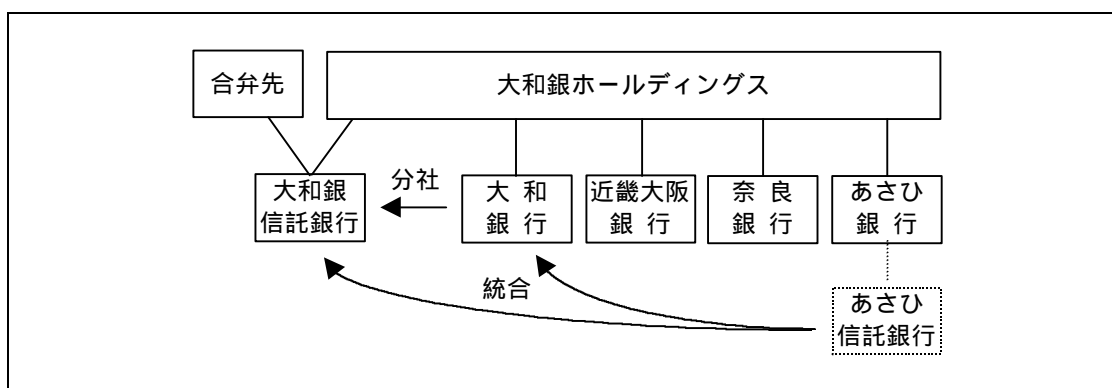 合弁先
大和銀ホールディングス
大和銀
信託銀行
分社
大 和
銀 行
近畿大阪
銀 行
奈 良
銀 行
あさひ
銀 行
統合
あさひ
信託銀行